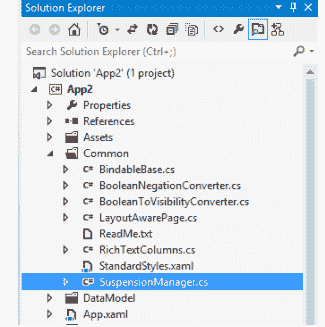 Solution Explorer
Search Solution Explorer (Ctrl+;)
Solution 'App2' (1 project)
App2
Properties
References
Assets
Common
BindableBase.cs
BooleanNegationConverter.cs
BooleanToVisibilityConverter.cs
LayoutAwarePage.cs
ReadMe.txt
RichTextColumns.cs
StandardStyles.xaml
SuspensionManager.cs
DataModel
App.xaml